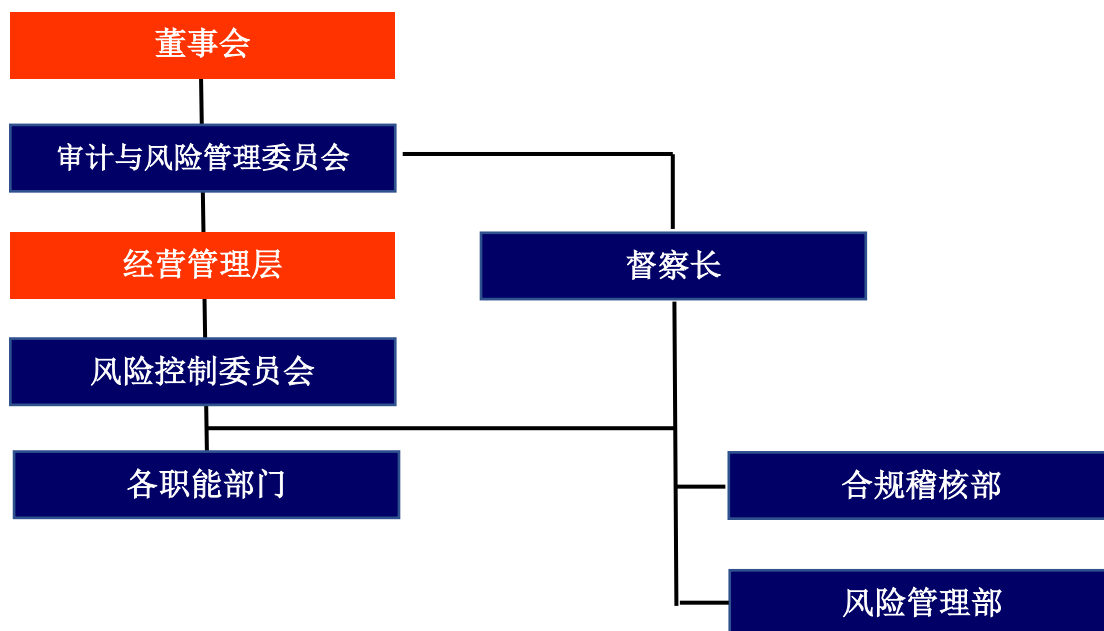 董事会
审计与风险管理委员会
经营管理层
督察长
风险控制委员会
各职能部门
合规稽核部
风险管理部